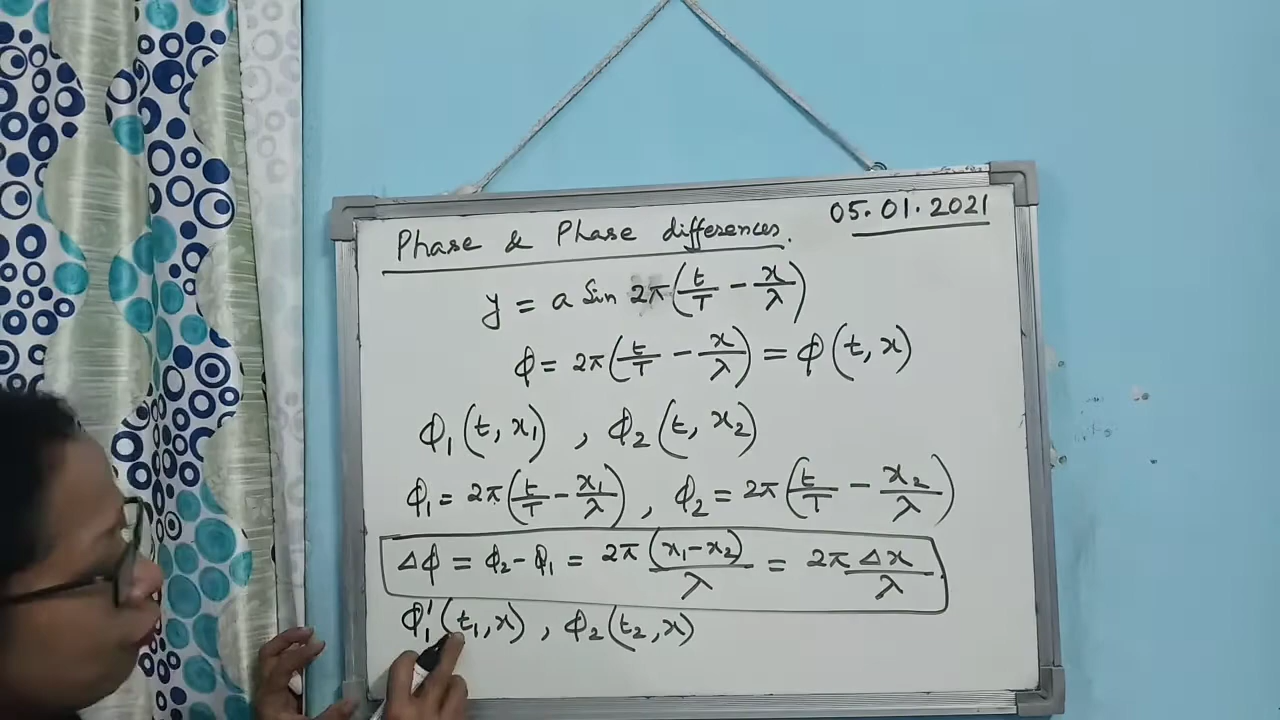 05.01.2021
Phase & Phase differences.
y = a Sin 2π(t/T − x/λ)
ϕ = 2π(t/T − x/λ) = ϕ(t, x)
ϕ₁(t, x₁) , ϕ₂(t, x₂)
ϕ₁ = 2π(t/T − x₁/λ) , ϕ₂ = 2π(t/T − x₂/λ)
Δϕ = ϕ₂ − ϕ₁ = 2π (x₁ − x₂)/λ = 2π Δx/λ
ϕ₁'(t₁, x) , ϕ₂(t₂, x)